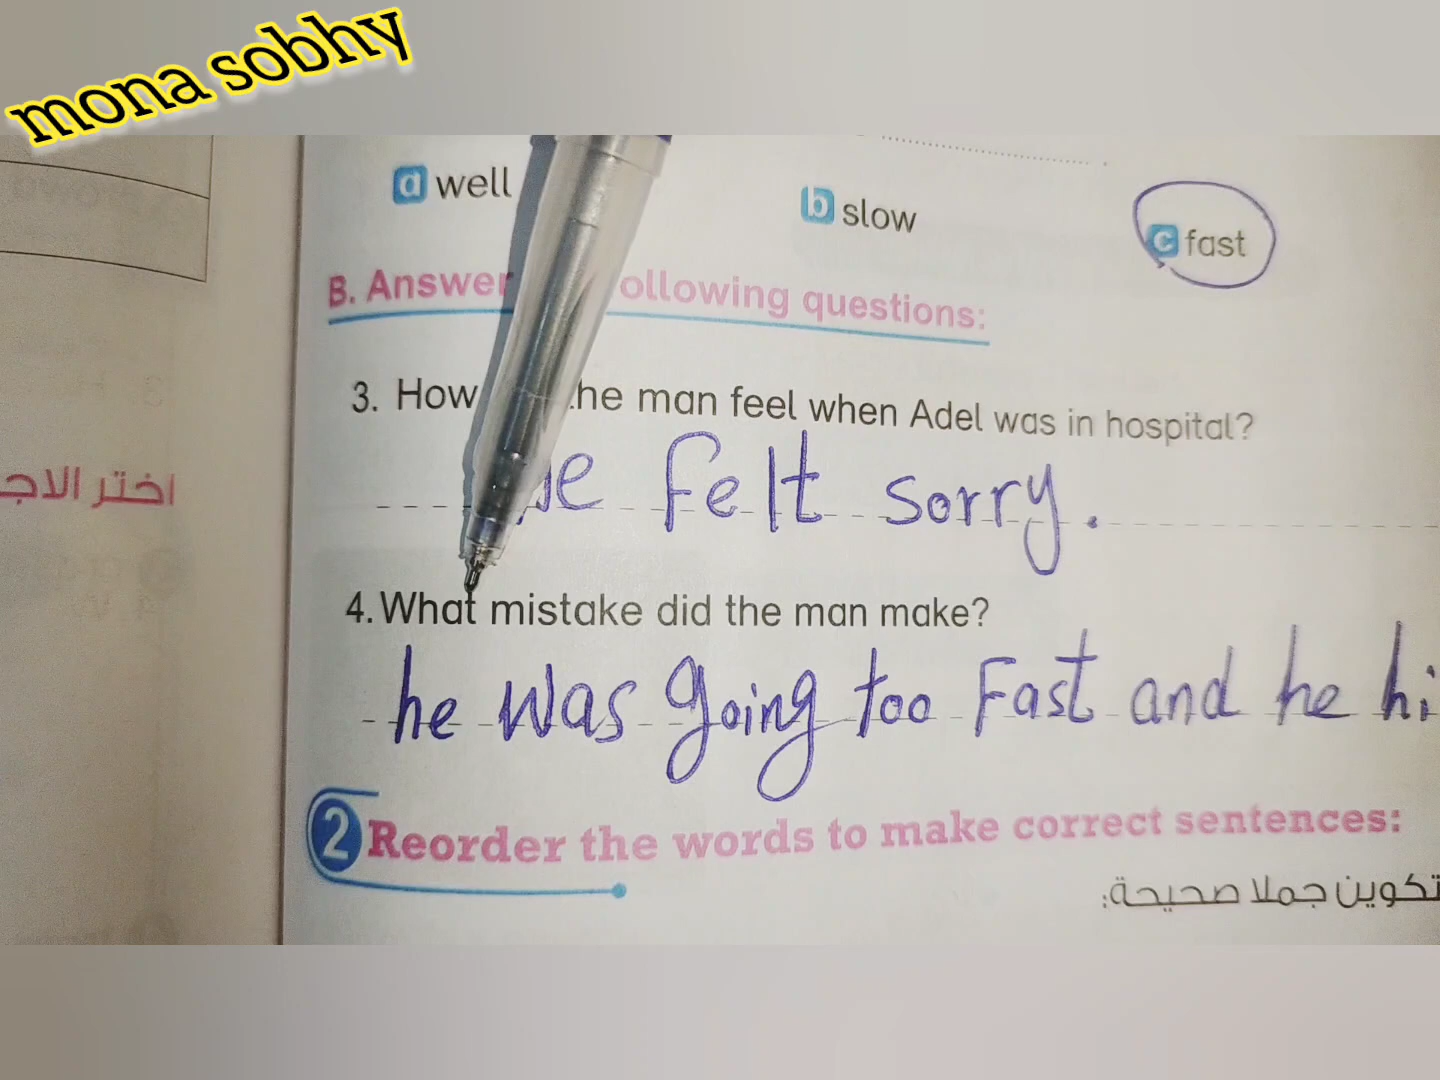 mona sobhy
a well
b slow
c fast
B. Answer ollowing questions:
3. How he man feel when Adel was in hospital?
felt sorry.
4. What mistake did the man make?
he was going too Fast and he hi
2 Reorder the words to make correct sentences:
تكوين جملا صحيحة:
اختر الاجـ